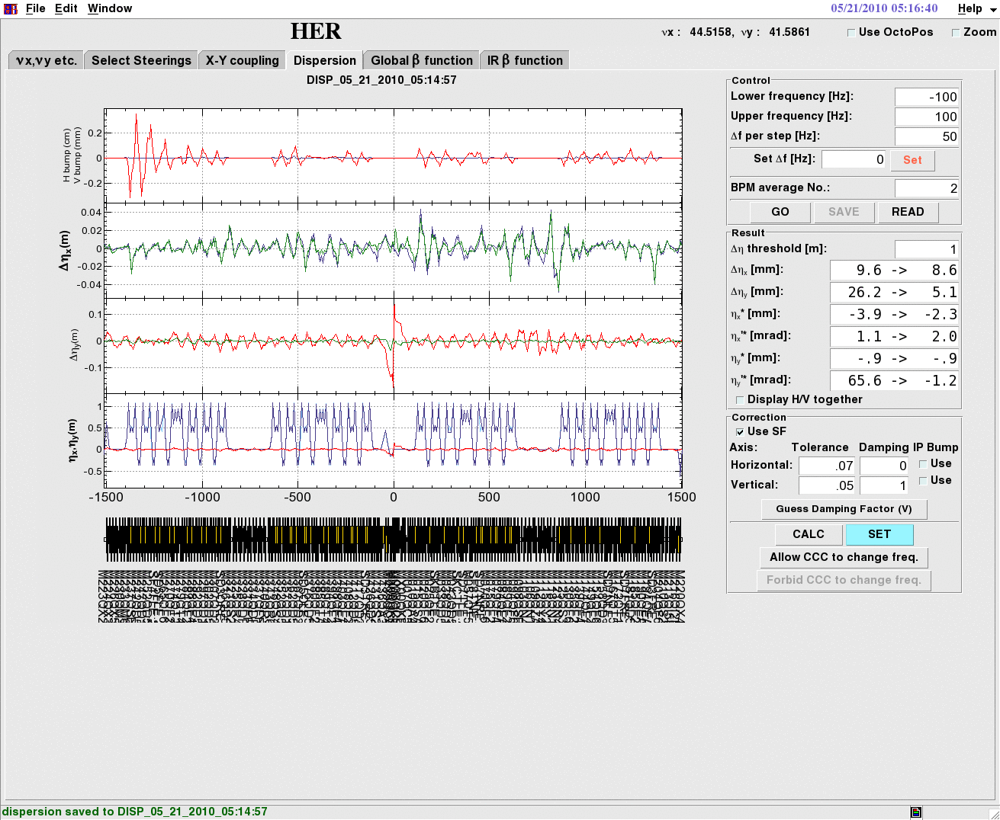 File Edit Window
05/21/2010 05:16:40
Help
HER
νx : 44.5158, νy : 41.5861
Use OctoPos
Zoom
νx,νy etc.
Select Steerings
X-Y coupling
Dispersion
Global β function
IR β function
DISP_05_21_2010_05:14:57
H bump (cm)
V bump (mm)
0.2
0
-0.2
Δηx(m)
0.04
0.02
0
-0.02
-0.04
Δηy(m)
0.1
0
-0.1
ηx,ηy(m)
1
0.5
0
-0.5
-1500 -1000 -500 0 500 1000 1500
Control
Lower frequency [Hz]: -100
Upper frequency [Hz]: 100
Δf per step [Hz]: 50
Set Δf [Hz]: 0 Set
BPM average No.: 2
GO SAVE READ
Result
Δη threshold [m]: 1
Δηx [mm]: 9.6 -> 8.6
Δηy [mm]: 26.2 -> 5.1
ηx* [mm]: -3.9 -> -2.3
ηx'* [mrad]: 1.1 -> 2.0
ηy* [mm]: -.9 -> -.9
ηy'* [mrad]: 65.6 -> -1.2
Display H/V together
Correction
Use SF
Axis: Tolerance Damping IP Bump
Horizontal: .07 0 Use
Vertical: .05 1 Use
Guess Damping Factor (V)
CALC SET
Allow CCC to change freq.
Forbid CCC to change freq.
dispersion saved to DISP_05_21_2010_05:14:57